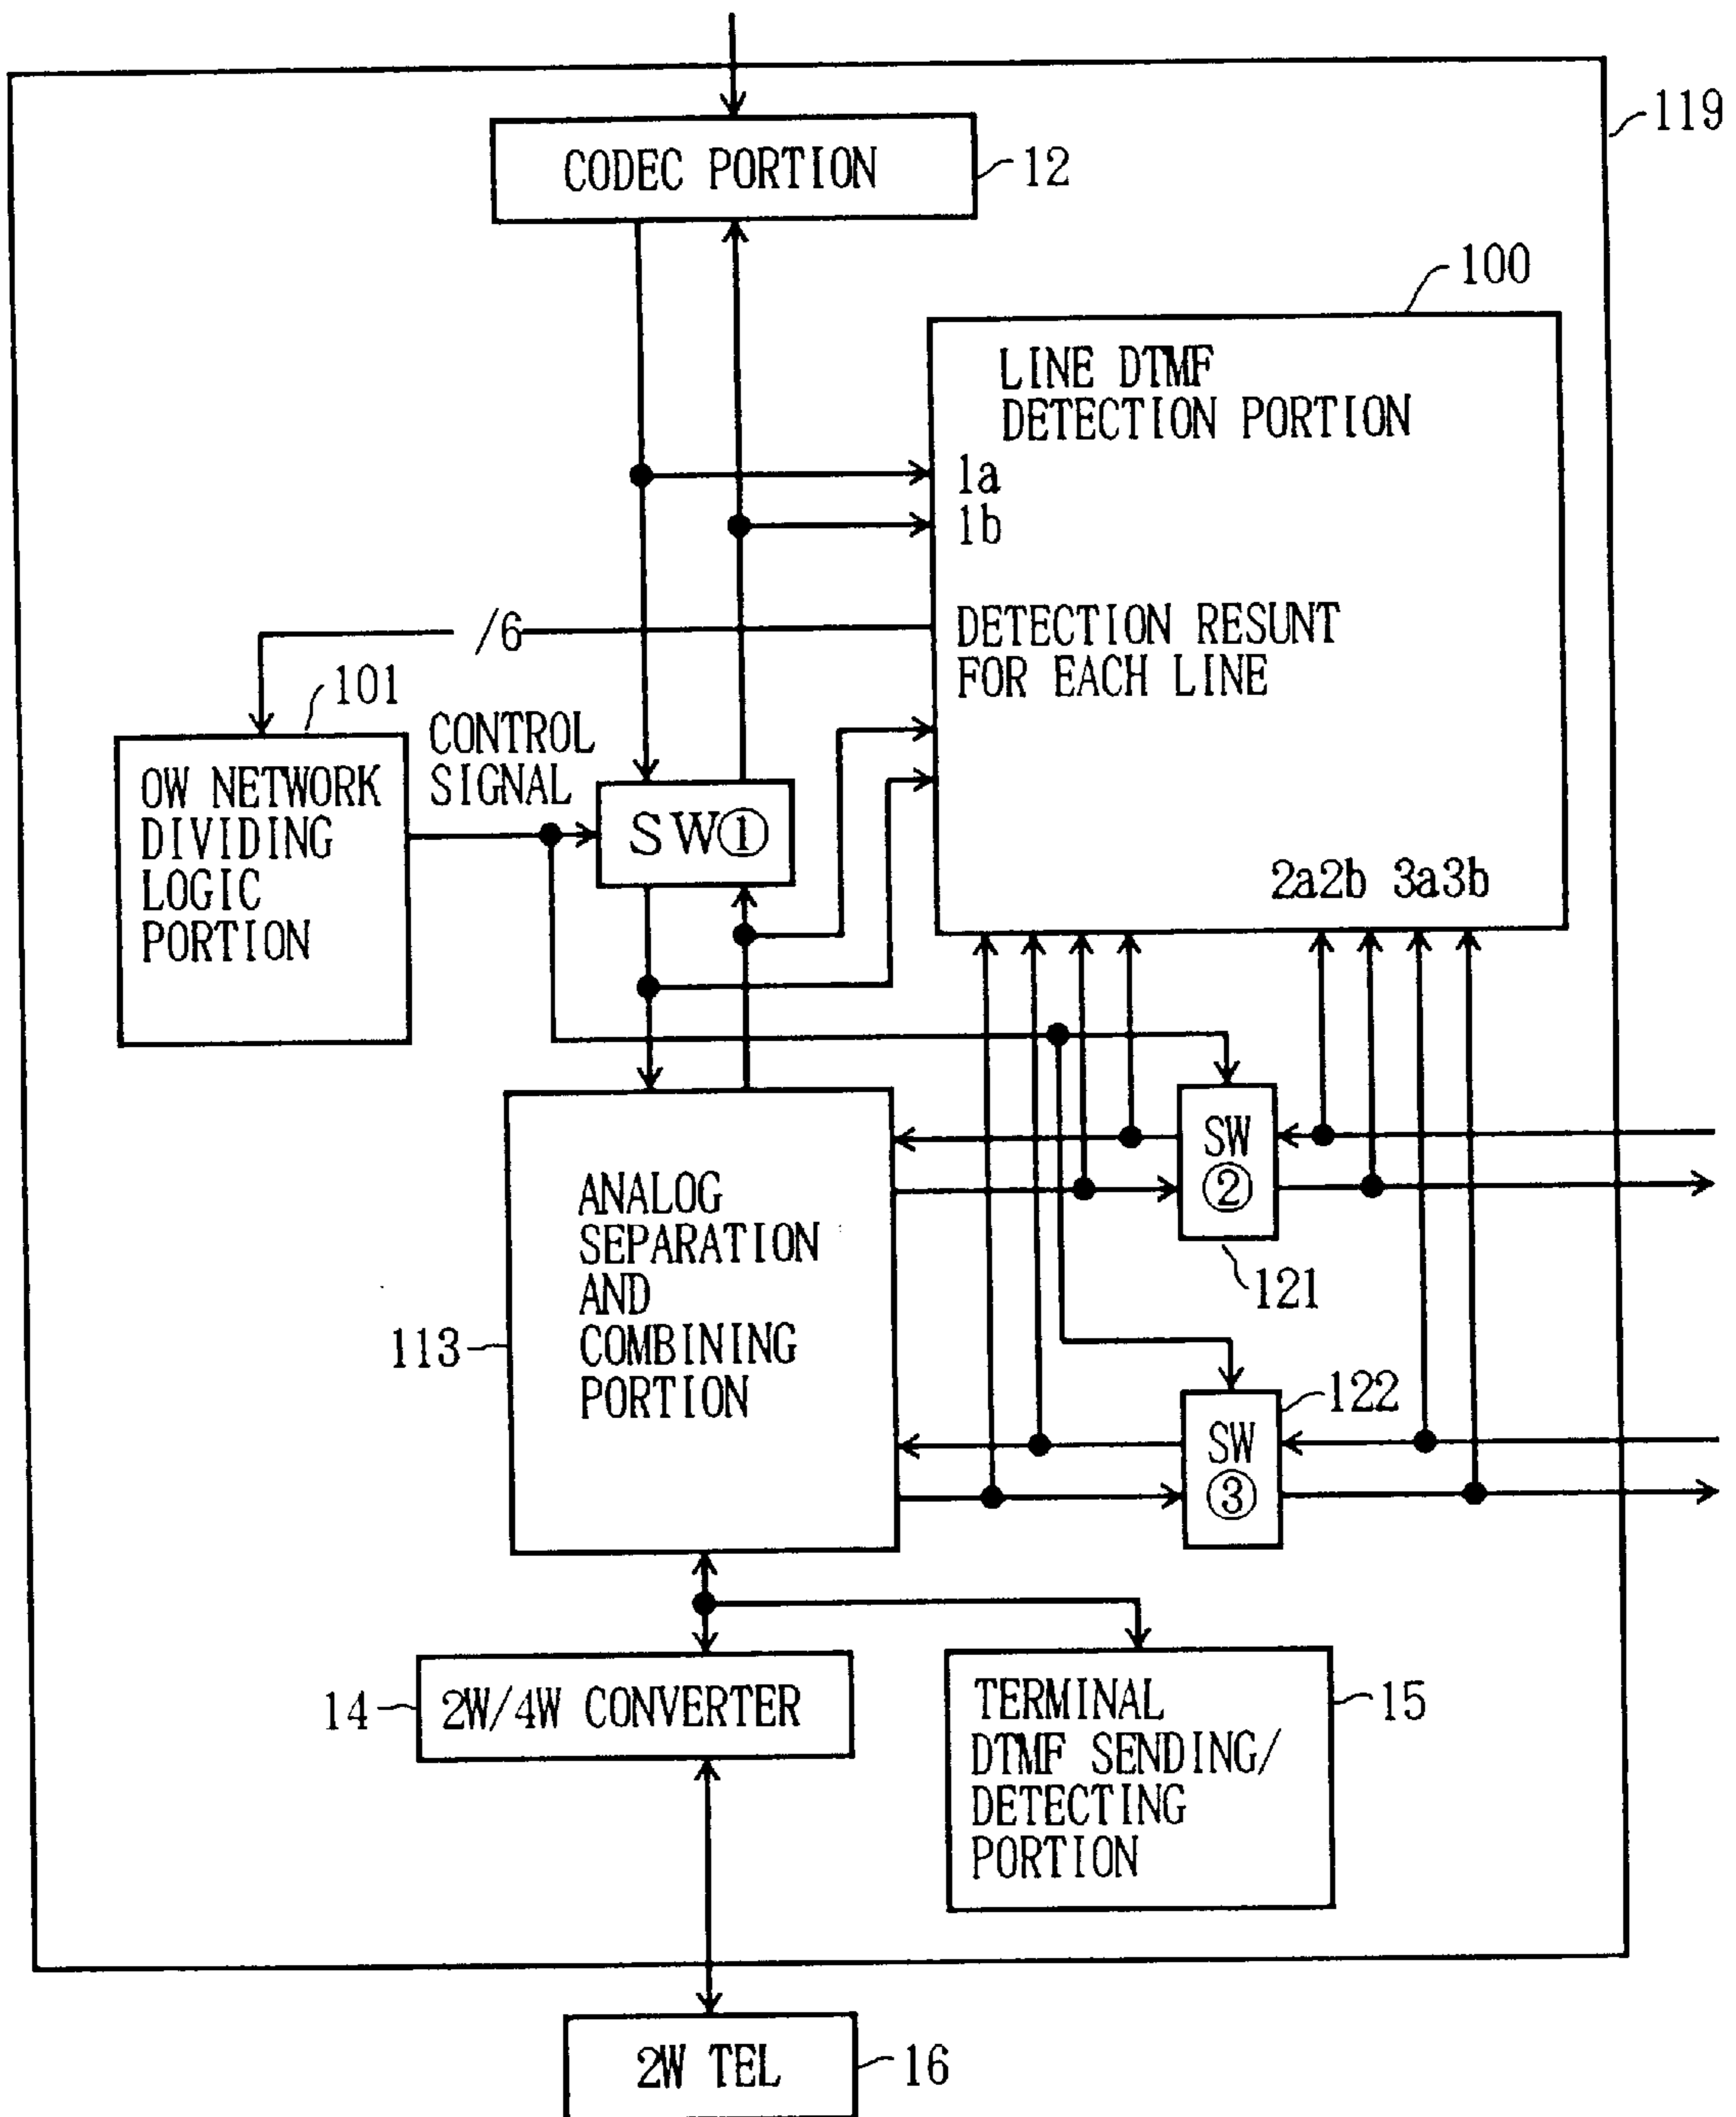 119
CODEC PORTION
12
100
LINE DTMF
DETECTION PORTION
1a
1b
/6
DETECTION RESUNT
FOR EACH LINE
101
CONTROL
SIGNAL
OW NETWORK
DIVIDING
LOGIC
PORTION
SW①
2a2b 3a3b
SW
②
121
ANALOG
SEPARATION
AND
COMBINING
PORTION
113
122
SW
③
14
2W/4W CONVERTER
TERMINAL
DTMF SENDING/
DETECTING
PORTION
15
2W TEL
16